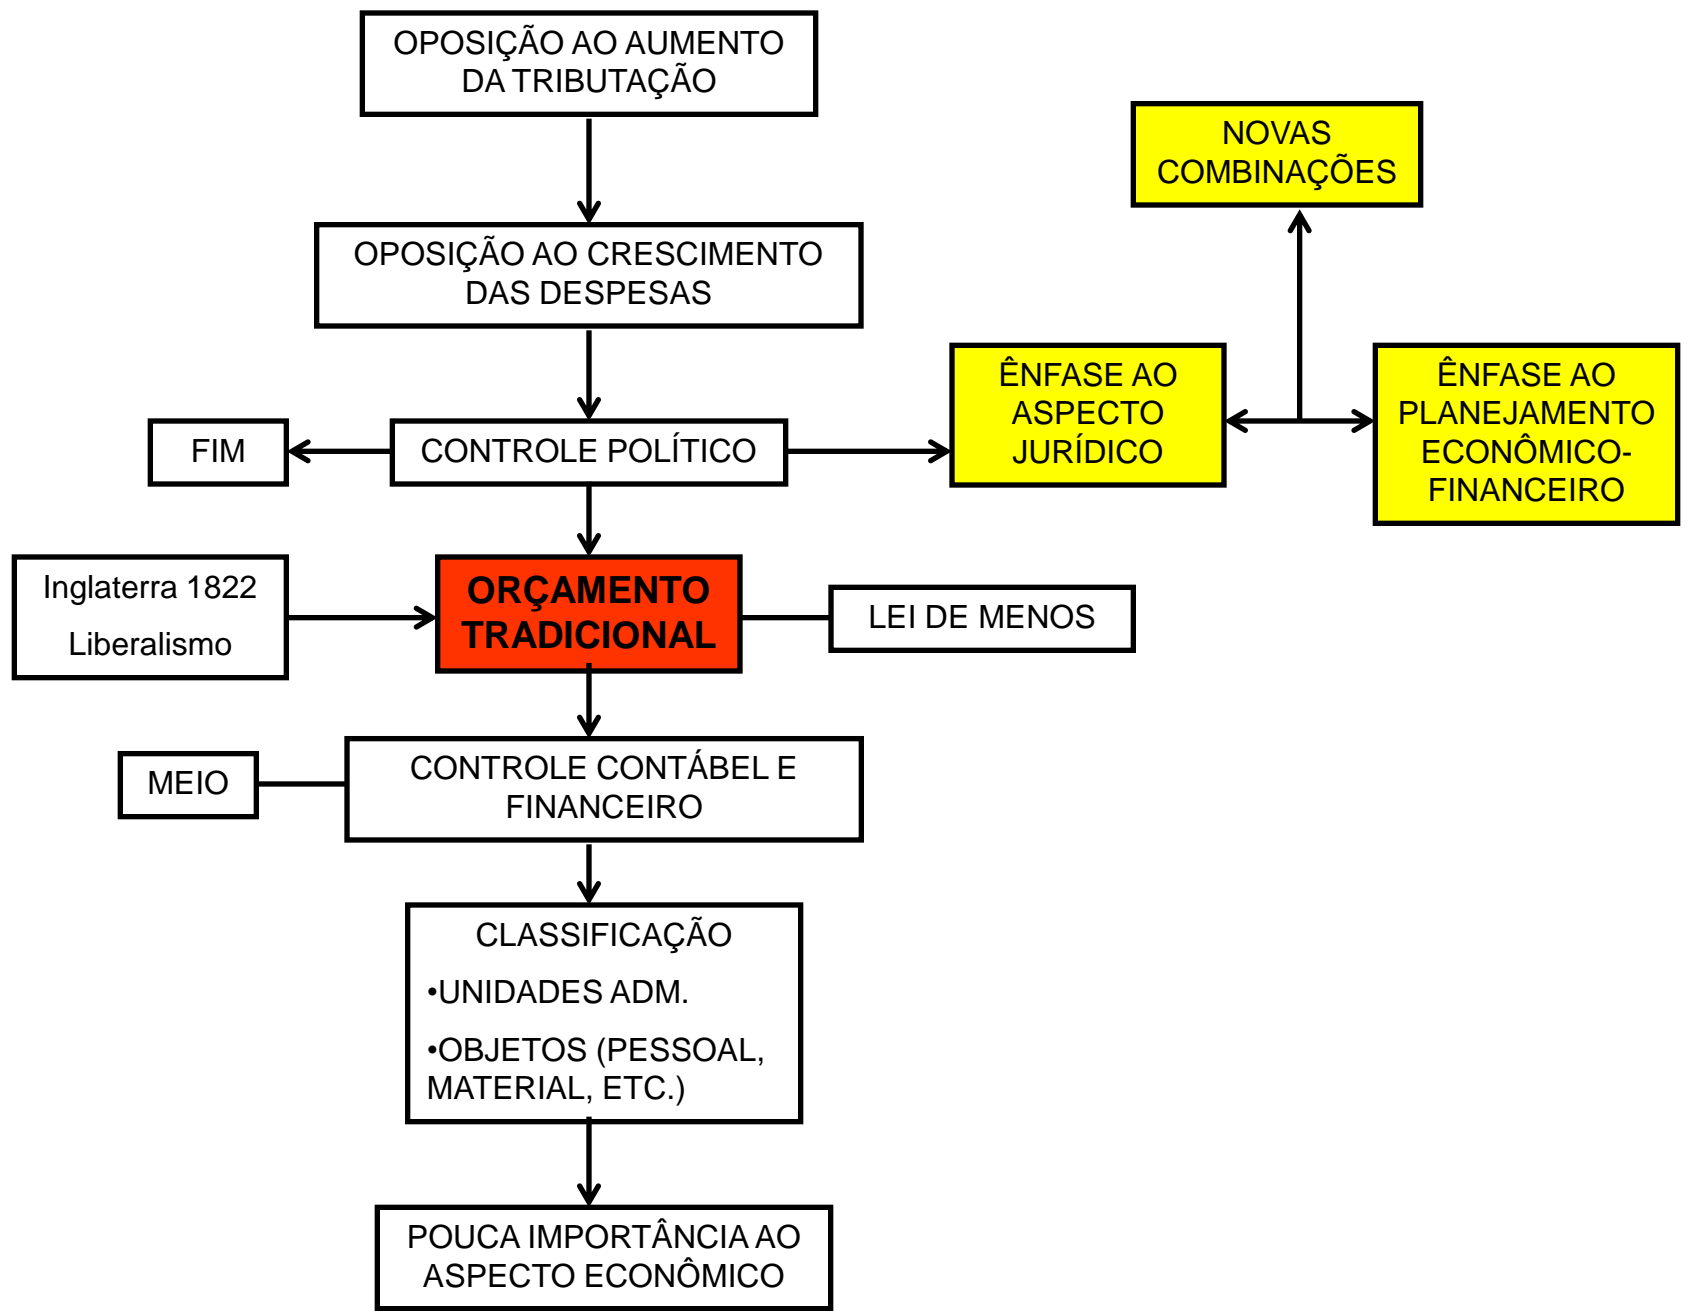 OPOSIÇÃO AO AUMENTO
DA TRIBUTAÇÃO
NOVAS
COMBINAÇÕES
OPOSIÇÃO AO CRESCIMENTO
DAS DESPESAS
FIM
CONTROLE POLÍTICO
ÊNFASE AO
ASPECTO
JURÍDICO
ÊNFASE AO
PLANEJAMENTO
ECONÔMICO-
FINANCEIRO
Inglaterra 1822
Liberalismo
ORÇAMENTO
TRADICIONAL
LEI DE MENOS
MEIO
CONTROLE CONTÁBEL E
FINANCEIRO
CLASSIFICAÇÃO
•UNIDADES ADM.
•OBJETOS (PESSOAL,
MATERIAL, ETC.)
POUCA IMPORTÂNCIA AO
ASPECTO ECONÔMICO